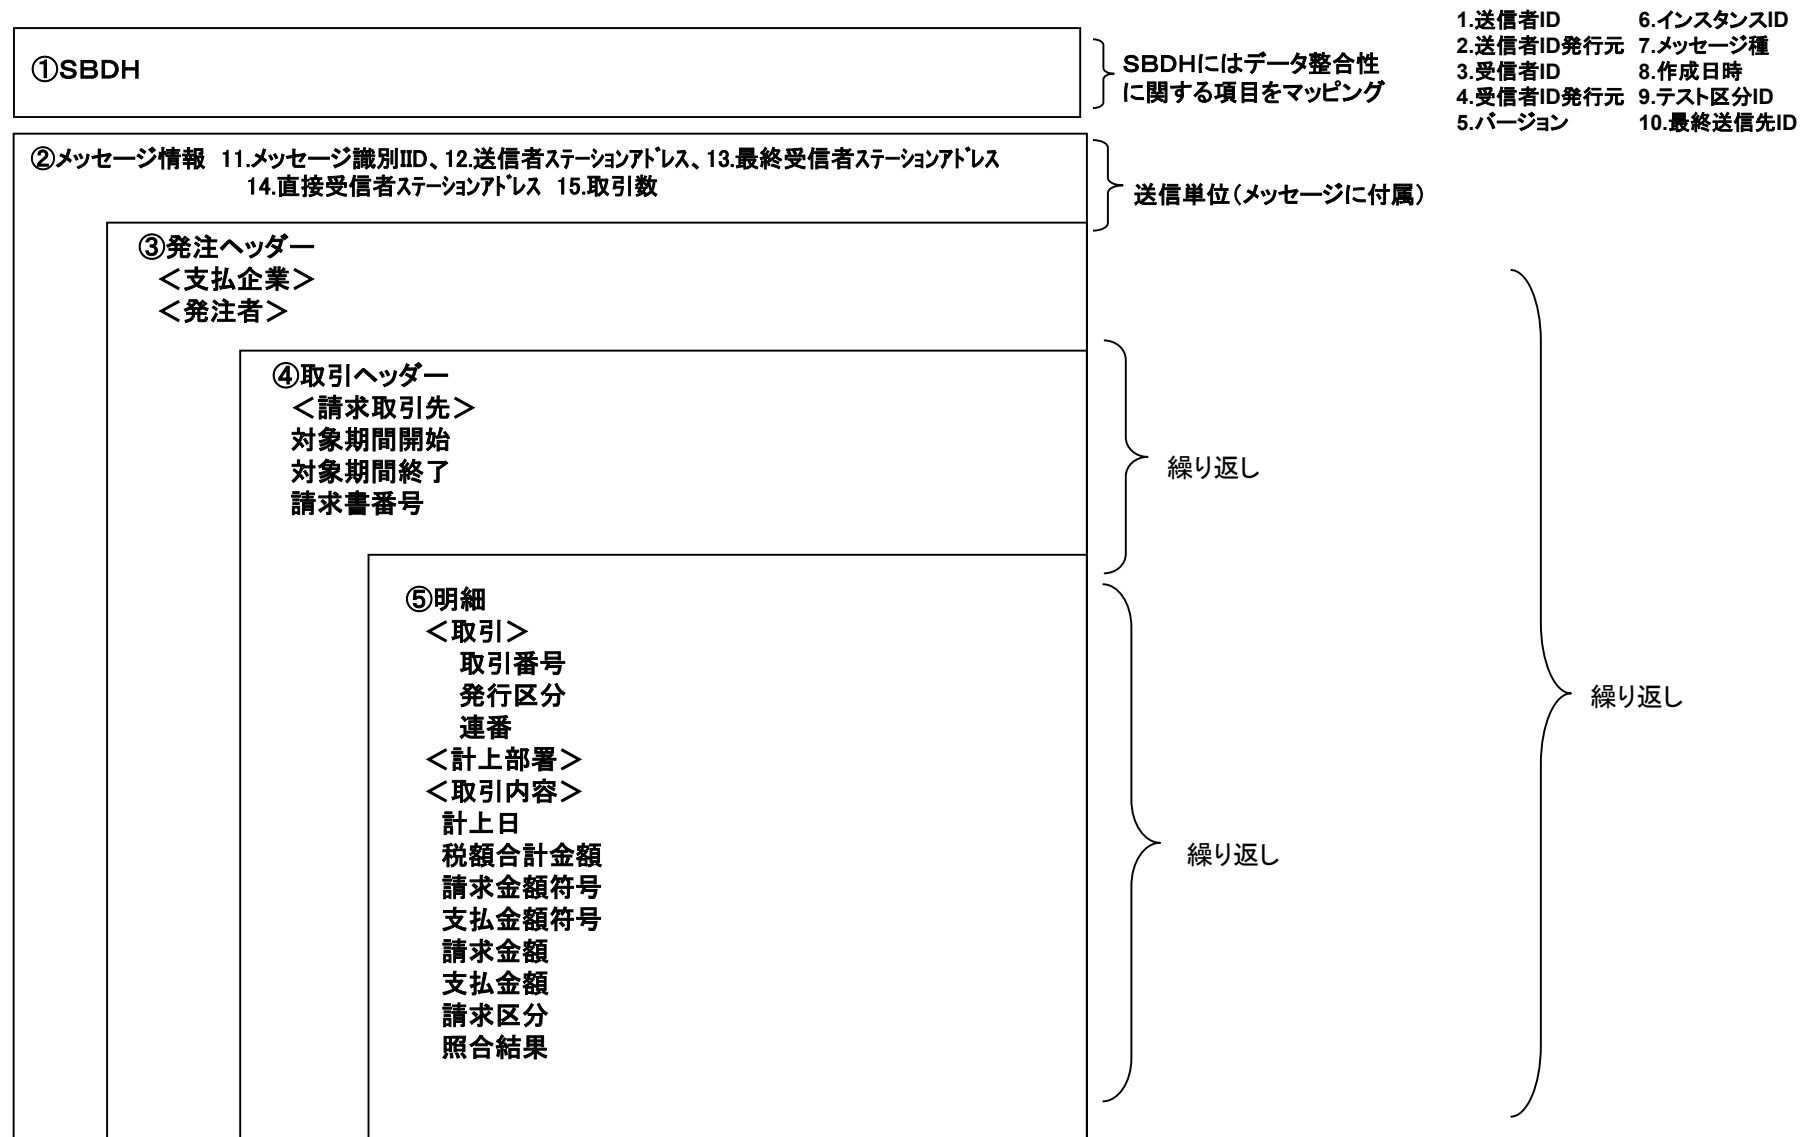 ①SBDH
SBDHにはデータ整合性
に関する項目をマッピング
1.送信者ID 6.インスタンスID
2.送信者ID発行元 7.メッセージ種
3.受信者ID 8.作成日時
4.受信者ID発行元 9.テスト区分ID
5.バージョン 10.最終送信先ID
②メッセージ情報 11.メッセージ識別IID、12.送信者ステーションアドレス、13.最終受信者ステーションアドレス
14.直接受信者ステーションアドレス 15.取引数
送信単位(メッセージに付属)
③発注ヘッダー
<支払企業>
<発注者>
④取引ヘッダー
<請求取引先>
対象期間開始
対象期間終了
請求書番号
繰り返し
⑤明細
<取引>
取引番号
発行区分
連番
<計上部署>
<取引内容>
計上日
税額合計金額
請求金額符号
支払金額符号
請求金額
支払金額
請求区分
照合結果
繰り返し
繰り返し